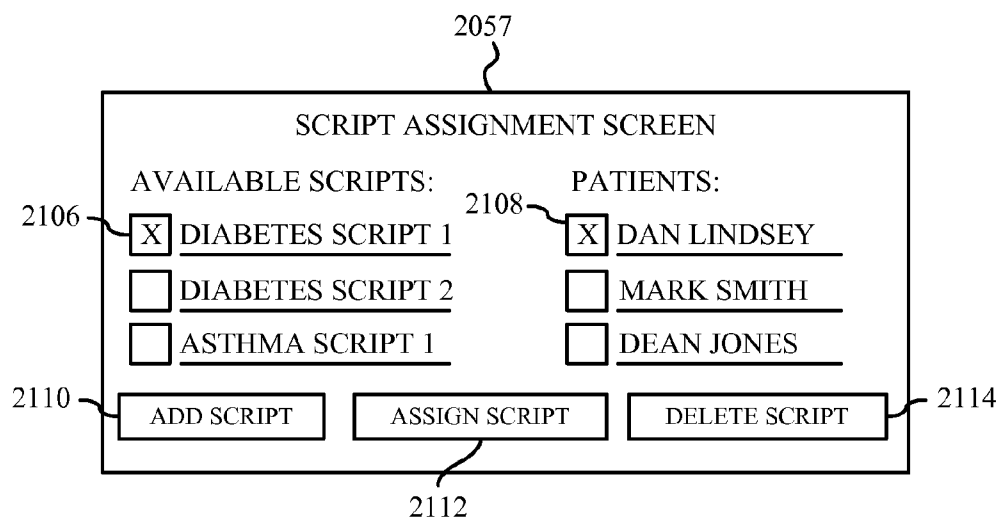 2057
SCRIPT ASSIGNMENT SCREEN
AVAILABLE SCRIPTS: PATIENTS:
2106 X DIABETES SCRIPT 1 2108 X DAN LINDSEY
DIABETES SCRIPT 2 MARK SMITH
ASTHMA SCRIPT 1 DEAN JONES
2110 ADD SCRIPT ASSIGN SCRIPT DELETE SCRIPT 2114
2112